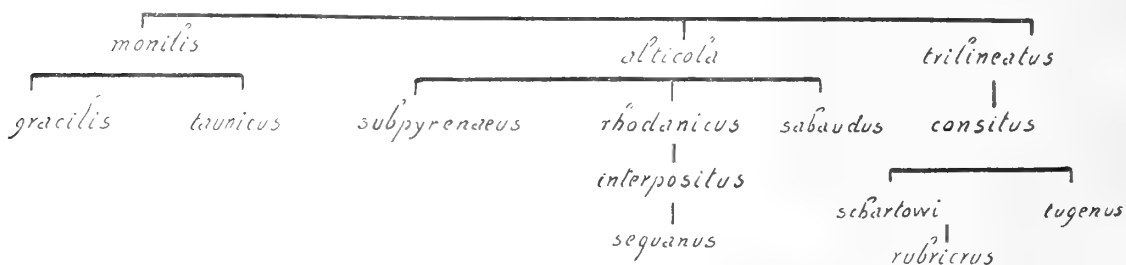 monilis alticola trilineatus
gracilis taunicus subpyrenaeus rhodanicus sabaudus consitus
interpositus
schartowi tugenus
sequanus
rubricrus